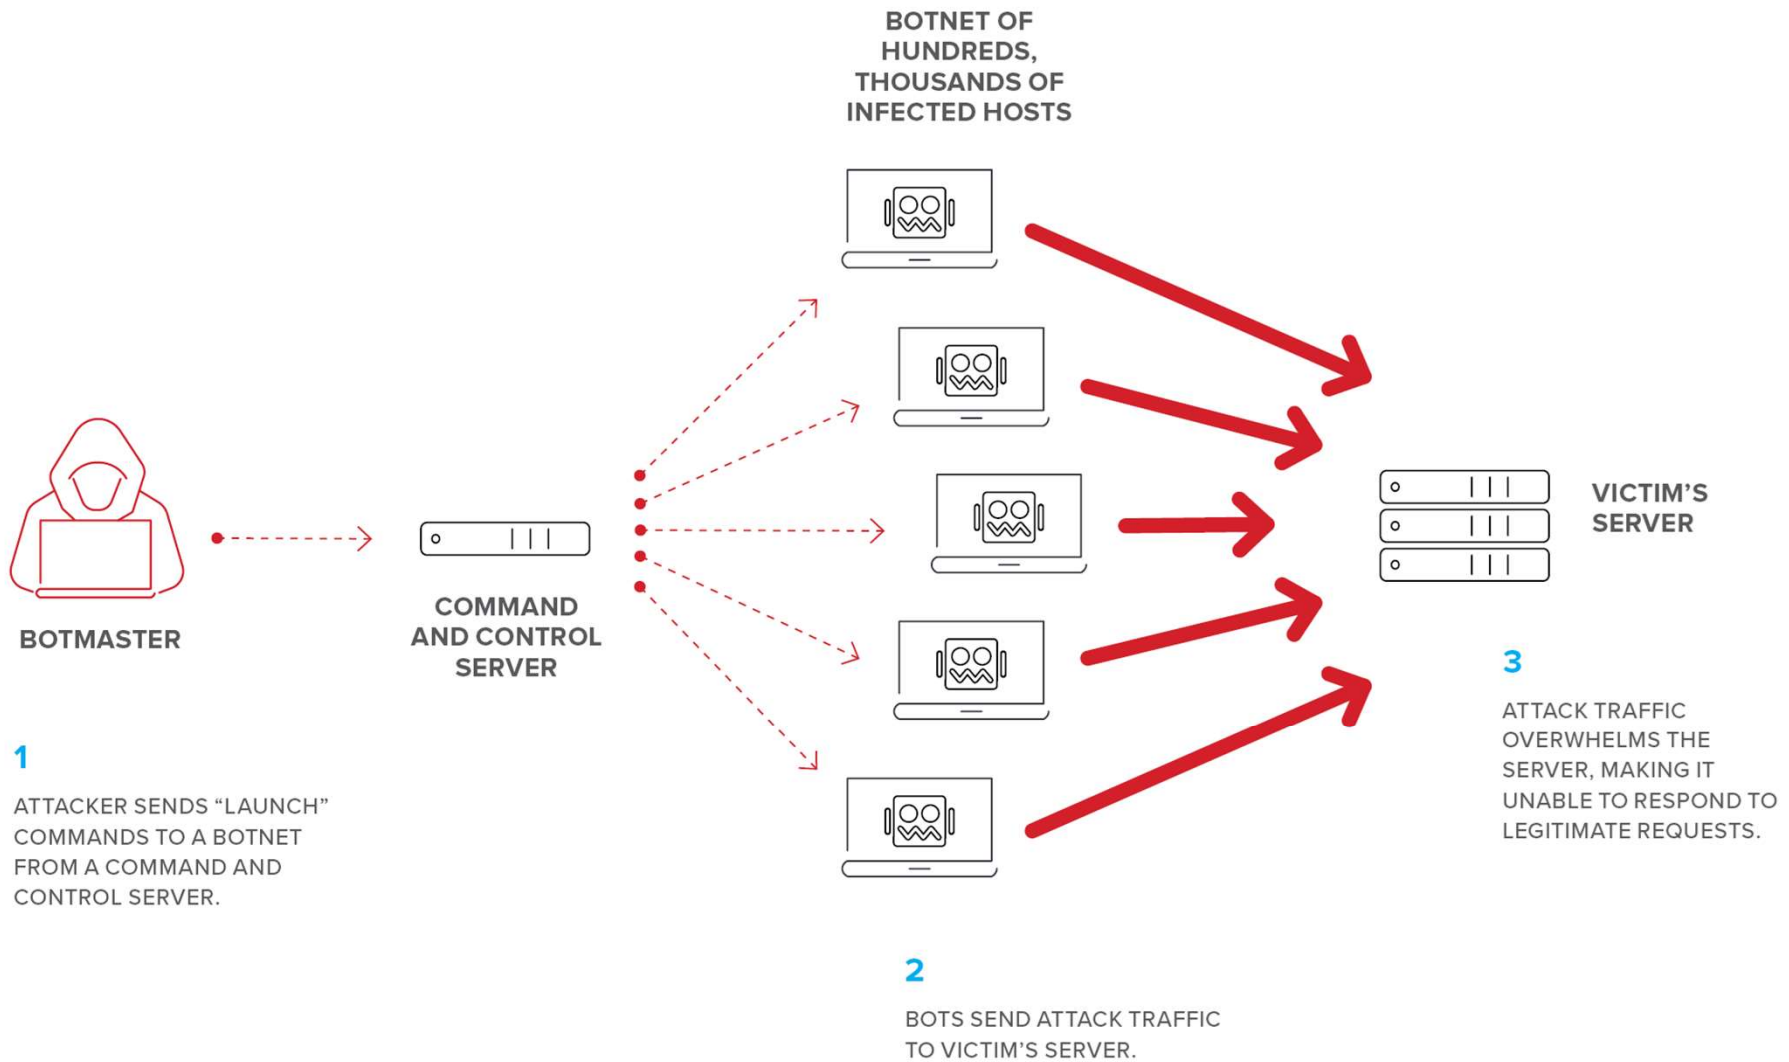 BOTNET OF
HUNDREDS,
THOUSANDS OF
INFECTED HOSTS
BOTMASTER
COMMAND
AND CONTROL
SERVER
VICTIM’S
SERVER
1
ATTACKER SENDS “LAUNCH”
COMMANDS TO A BOTNET
FROM A COMMAND AND
CONTROL SERVER.
2
BOTS SEND ATTACK TRAFFIC
TO VICTIM’S SERVER.
3
ATTACK TRAFFIC
OVERWHELMS THE
SERVER, MAKING IT
UNABLE TO RESPOND TO
LEGITIMATE REQUESTS.